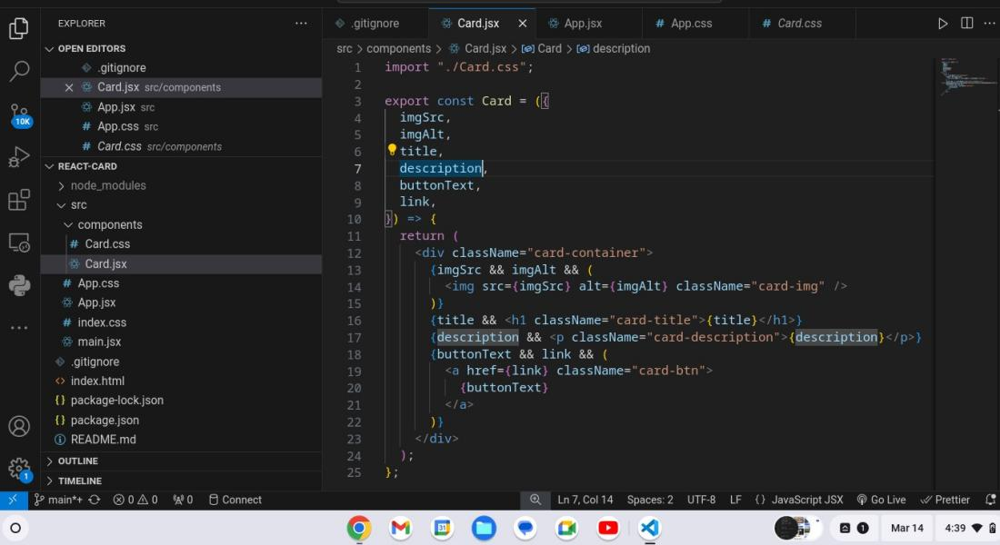 EXPLORER
OPEN EDITORS
.gitignore
Card.jsx src/components
App.jsx src
App.css src
Card.css src/components
REACT-CARD
node_modules
src
components
Card.css
Card.jsx
App.css
App.jsx
index.css
main.jsx
.gitignore
index.html
package-lock.json
package.json
README.md
OUTLINE
TIMELINE
10K
1
.gitignore Card.jsx App.jsx App.css Card.css
src > components > Card.jsx > Card > description
1 import "./Card.css";
2
3 export const Card = ({
4 imgSrc,
5 imgAlt,
6 title,
7 description,
8 buttonText,
9 link,
10 }) => {
11 return (
12 <div className="card-container">
13 {imgSrc && imgAlt && (
14 <img src={imgSrc} alt={imgAlt} className="card-img" />
15 )}
16 {title && <h1 className="card-title">{title}</h1>}
17 {description && <p className="card-description">{description}</p>}
18 {buttonText && link && (
19 <a href={link} className="card-btn">
20 {buttonText}
21 </a>
22 )}
23 </div>
24 );
25 };
main*+ 0 0 0 Connect Ln 7, Col 14 Spaces: 2 UTF-8 LF {} JavaScript JSX Go Live Prettier
31 1 Mar 14 4:39